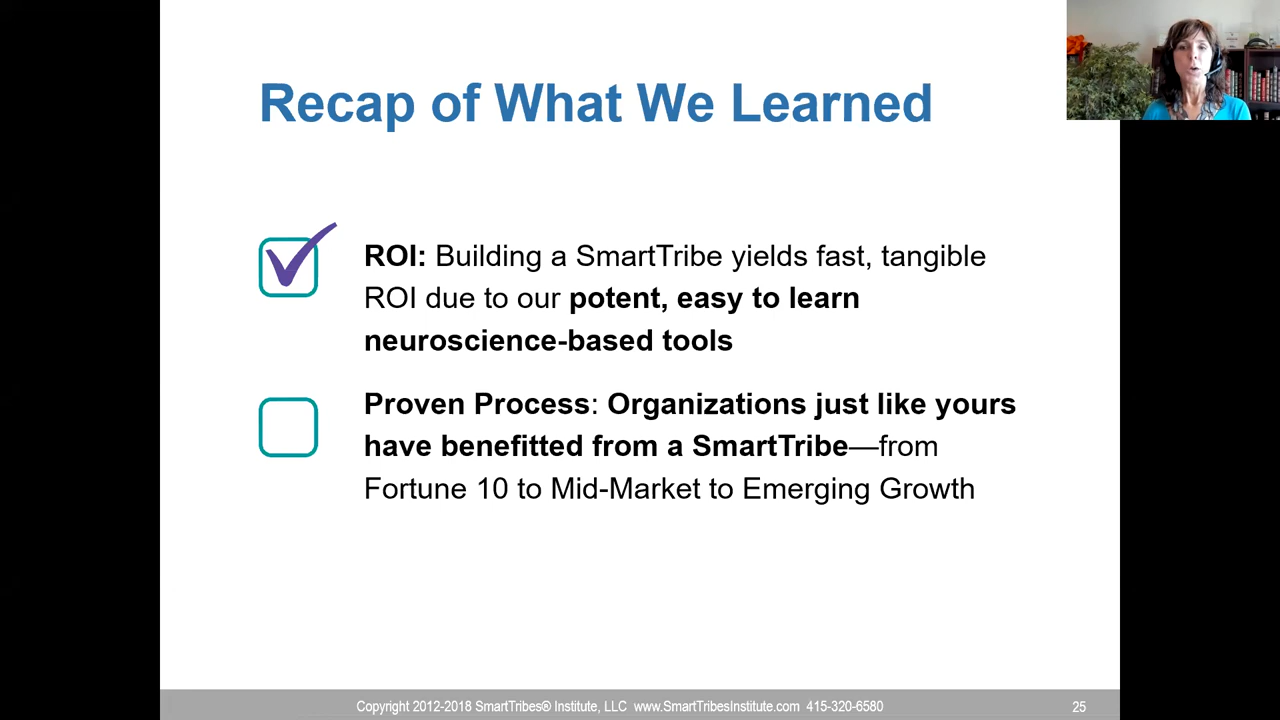 Recap of What We Learned
ROI: Building a SmartTribe yields fast, tangible
ROI due to our potent, easy to learn
neuroscience-based tools
Proven Process: Organizations just like yours
have benefitted from a SmartTribe—from
Fortune 10 to Mid-Market to Emerging Growth
Copyright 2012-2018 SmartTribes® Institute, LLC www.SmartTribesInstitute.com 415-320-6580
25